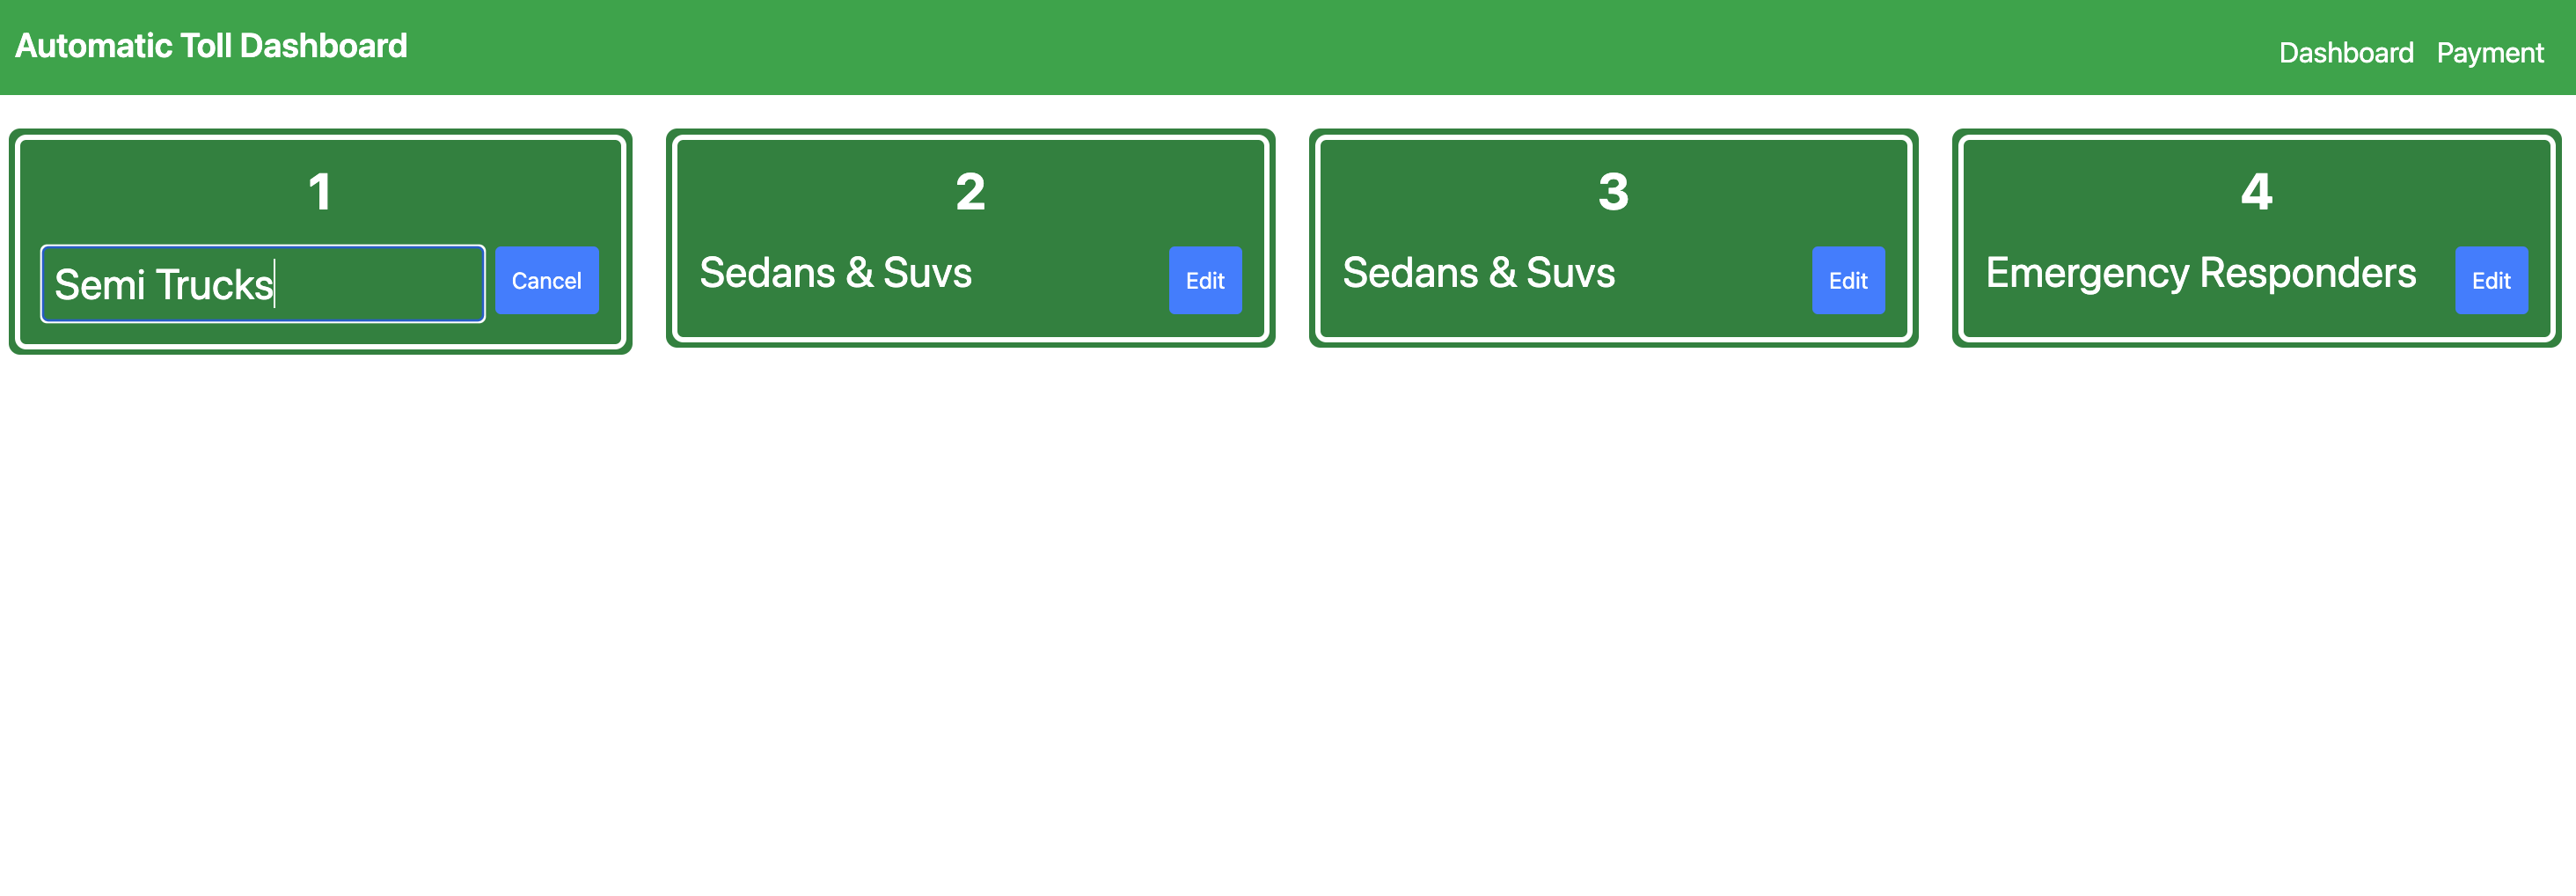 Automatic Toll Dashboard
Dashboard Payment
1
Semi Trucks
Cancel
2
Sedans & Suvs
Edit
3
Sedans & Suvs
Edit
4
Emergency Responders
Edit